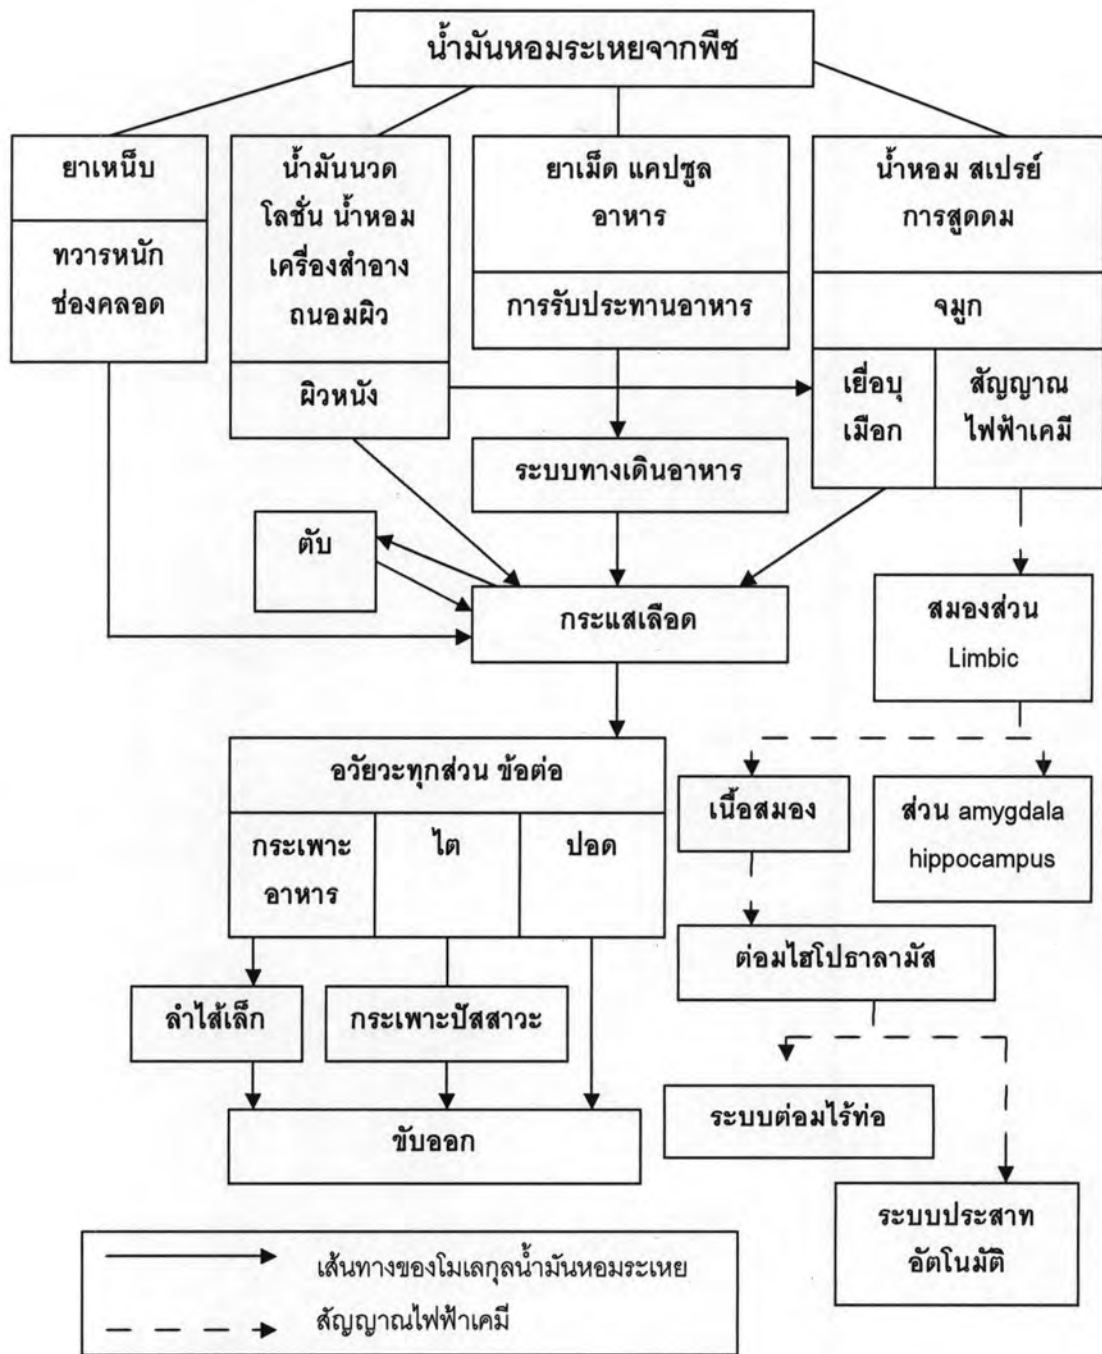 น้ำมันหอมระเหยจากพืช
ยาเหน็บ
ทวารหนัก
ช่องคลอด
น้ำมันนวด
โลชั่น น้ำหอม
เครื่องสำอาง
ถนอมผิว
ผิวหนัง
ยาเม็ด แคปซูล
อาหาร
การรับประทานอาหาร
น้ำหอม สเปรย์
การสูดดม
จมูก
เยื่อบุ
เมือก
สัญญาณ
ไฟฟ้าเคมี
ระบบทางเดินอาหาร
ตับ
กระแสเลือด
สมองส่วน
Limbic
อวัยวะทุกส่วน ข้อต่อ
กระเพาะ
อาหาร
ไต
ปอด
เนื้อสมอง
ส่วน amygdala
hippocampus
ต่อมไฮโปธาลามัส
ลำไส้เล็ก
กระเพาะปัสสาวะ
ระบบต่อมไร้ท่อ
ขับออก
ระบบประสาท
อัตโนมัติ
เส้นทางของโมเลกุลน้ำมันหอมระเหย
สัญญาณไฟฟ้าเคมี